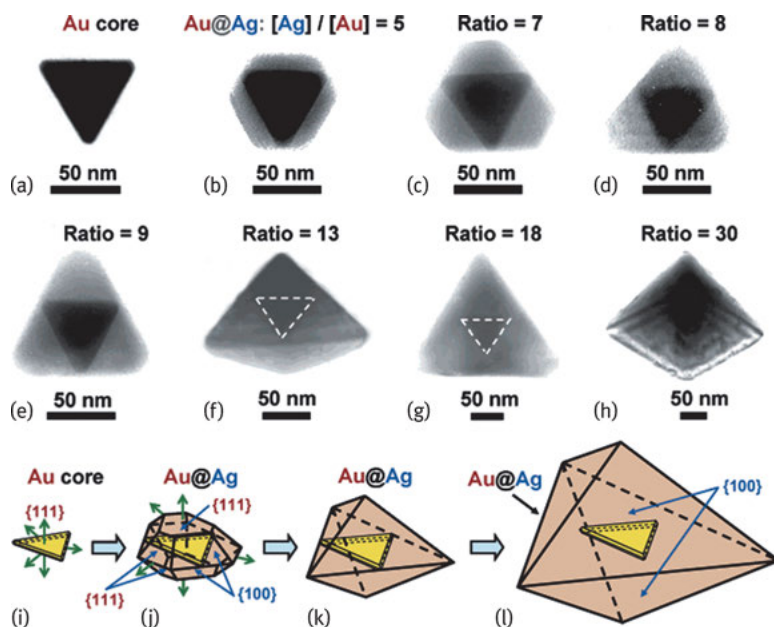 Au core
Au@Ag: [Ag] / [Au] = 5
Ratio = 7
Ratio = 8
(a)
50 nm
(b)
50 nm
(c)
50 nm
(d)
50 nm
Ratio = 9
Ratio = 13
Ratio = 18
Ratio = 30
(e)
50 nm
(f)
50 nm
(g)
50 nm
(h)
50 nm
Au core
{111}
(i)
Au@Ag
{111}
{111}
{100}
(j)
Au@Ag
(k)
Au@Ag
{100}
(l)